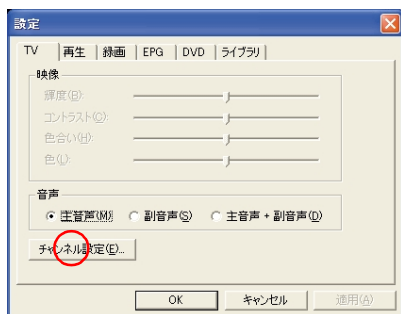 設定
TV 再生 録画 EPG DVD ライブラリ
映像
輝度(B):
コントラスト(C):
色合い(H):
色(L):
音声
主音声(M) 副音声(S) 主音声 + 副音声(D)
チャンネル設定(E)...
OK キャンセル 適用(A)